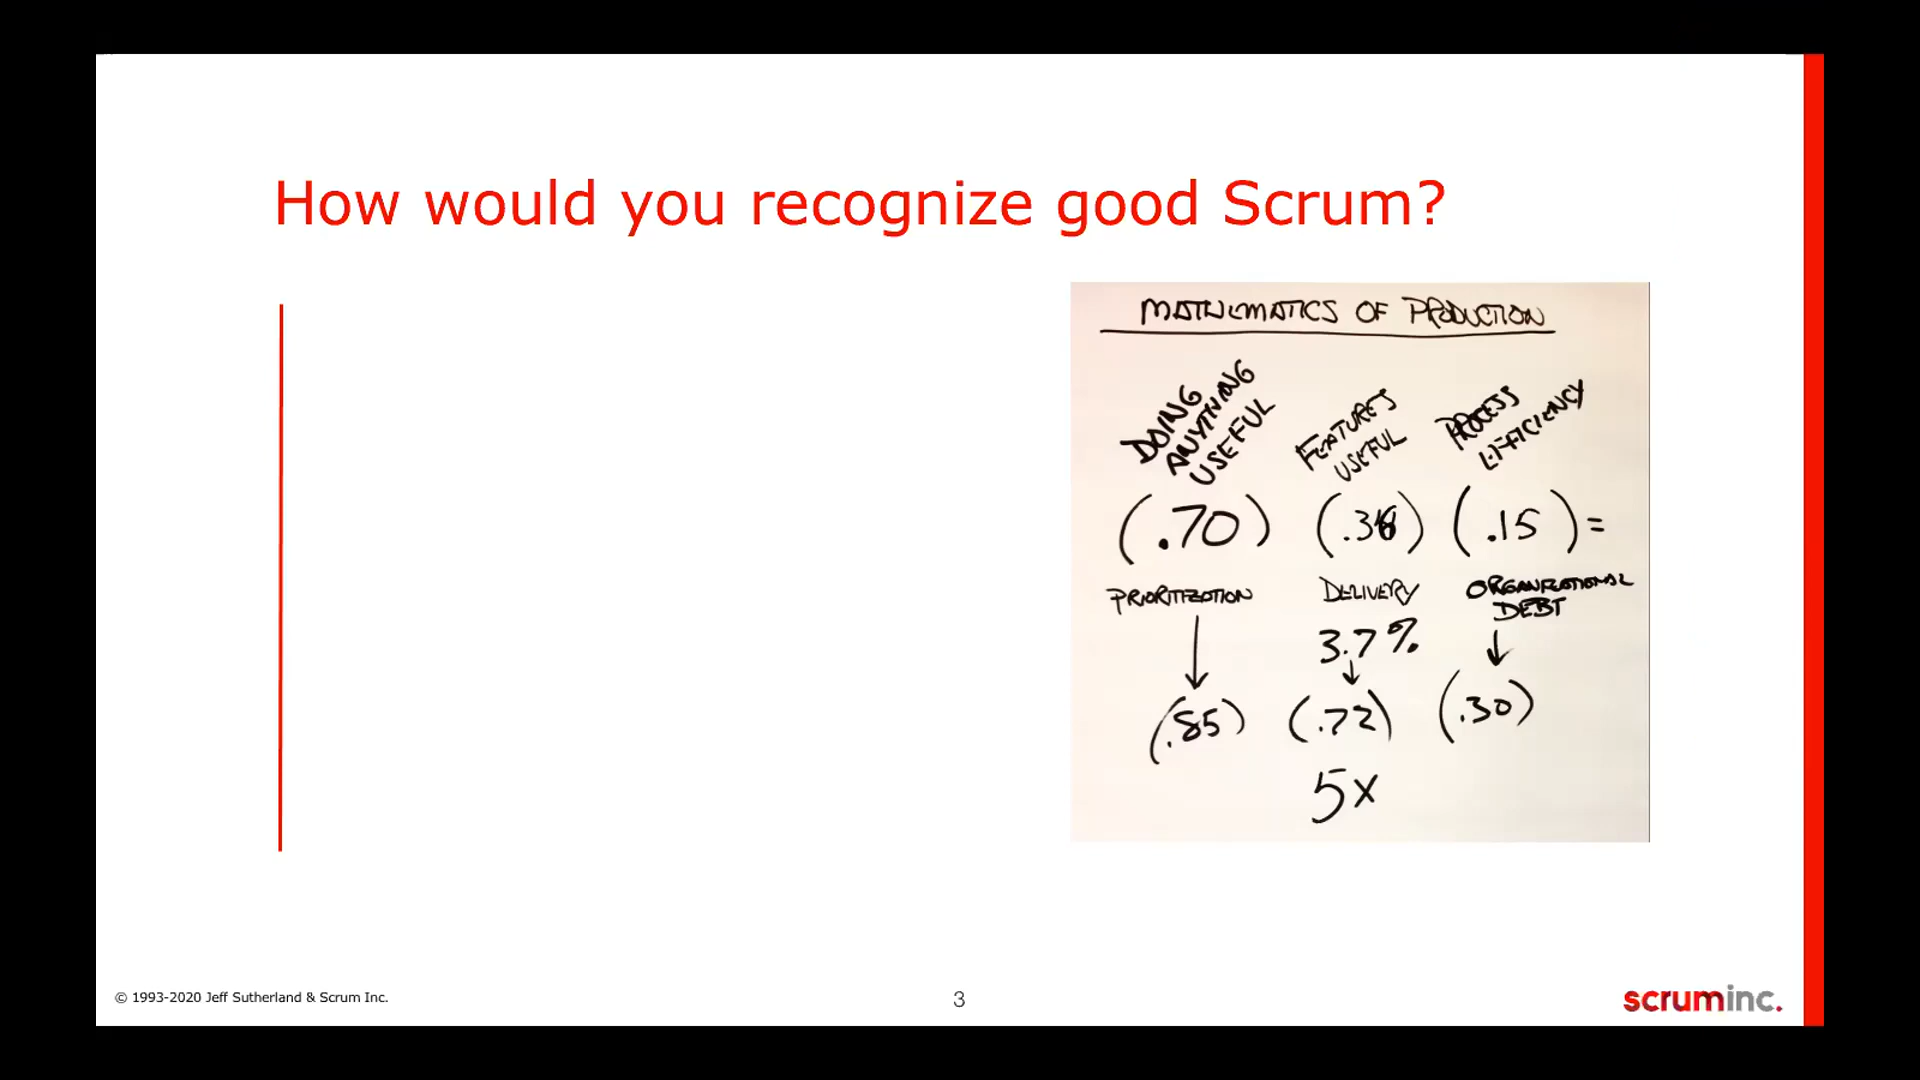 How would you recognize good Scrum?
MATHEMATICS OF PRODUCTION
DOING
ANYTHING
USEFUL
FEATURES
USEFUL
PROCESS
EFFICIENCY
(.70) (.36) (.15) =
PRIORITIZATION
DELIVERY
ORGANIZATIONAL
DEBT
3.7%
(.85) (.72) (.30)
5x
© 1993-2020 Jeff Sutherland & Scrum Inc.
3
scruminc.